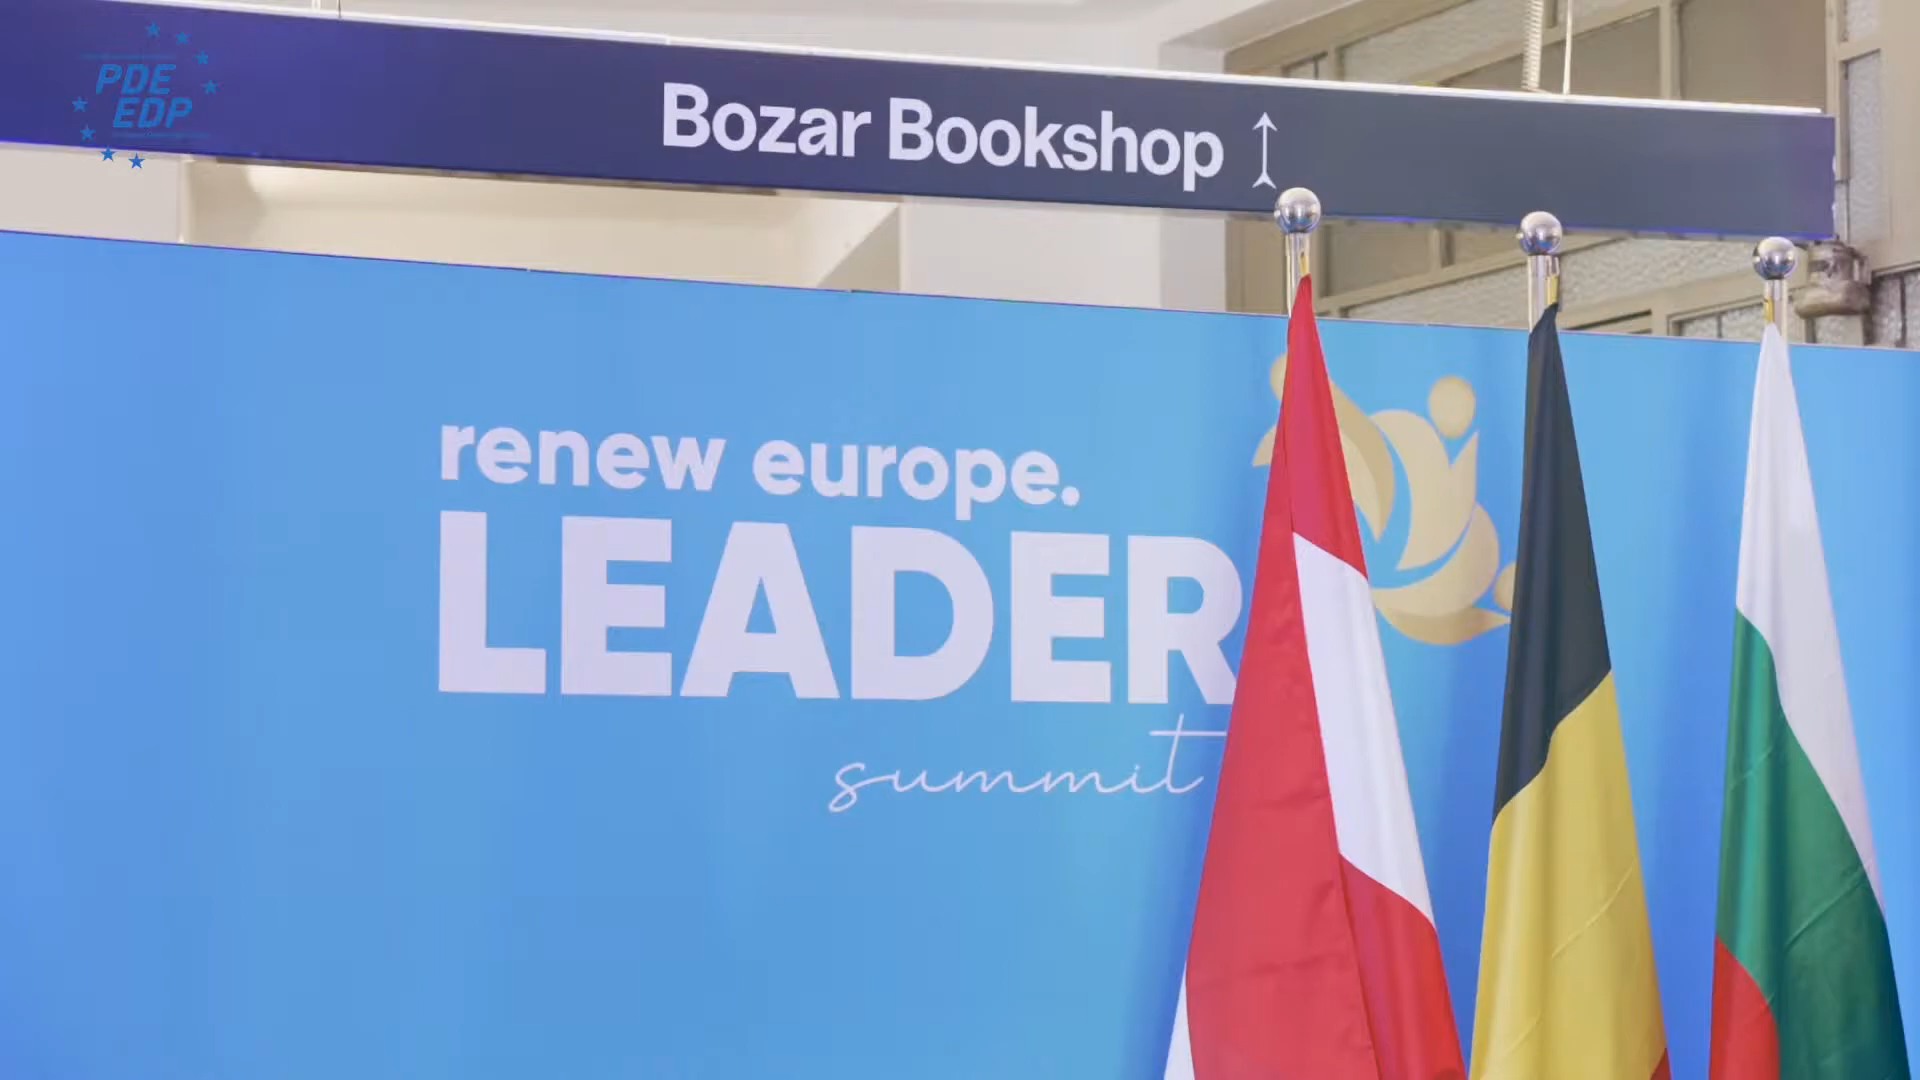 PDE
EDP
Bozar Bookshop
renew europe.
LEADER
summit